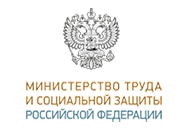 МИНИСТЕРСТВО ТРУДА
И СОЦИАЛЬНОЙ ЗАЩИТЫ
РОССИЙСКОЙ ФЕДЕРАЦИИ